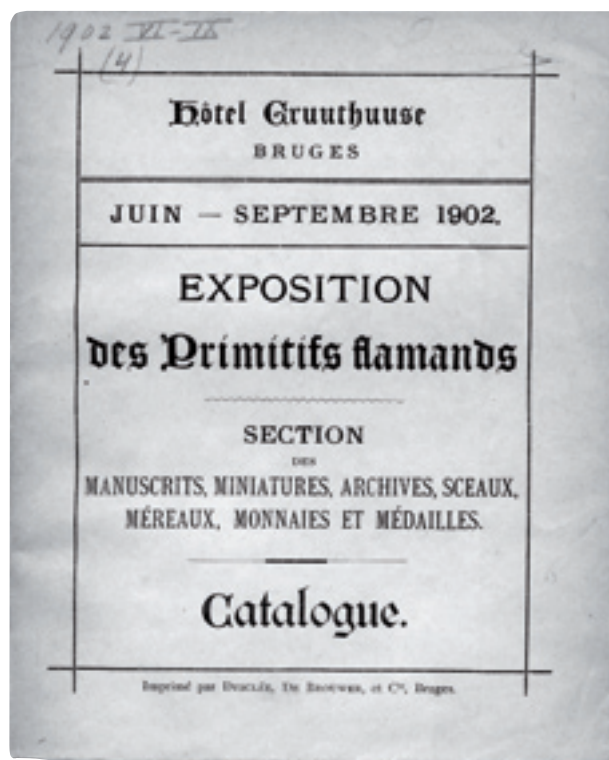 1902 VI-IX
(4)
Hôtel Gruuthuuse
BRUGES
JUIN — SEPTEMBRE 1902.
EXPOSITION
des Primitifs flamands
SECTION
DES
MANUSCRITS, MINIATURES, ARCHIVES, SCEAUX,
MÉREAUX, MONNAIES ET MÉDAILLES.
Catalogue.
Imprimé par Desclée, De Brouwer, et Cie, Bruges.